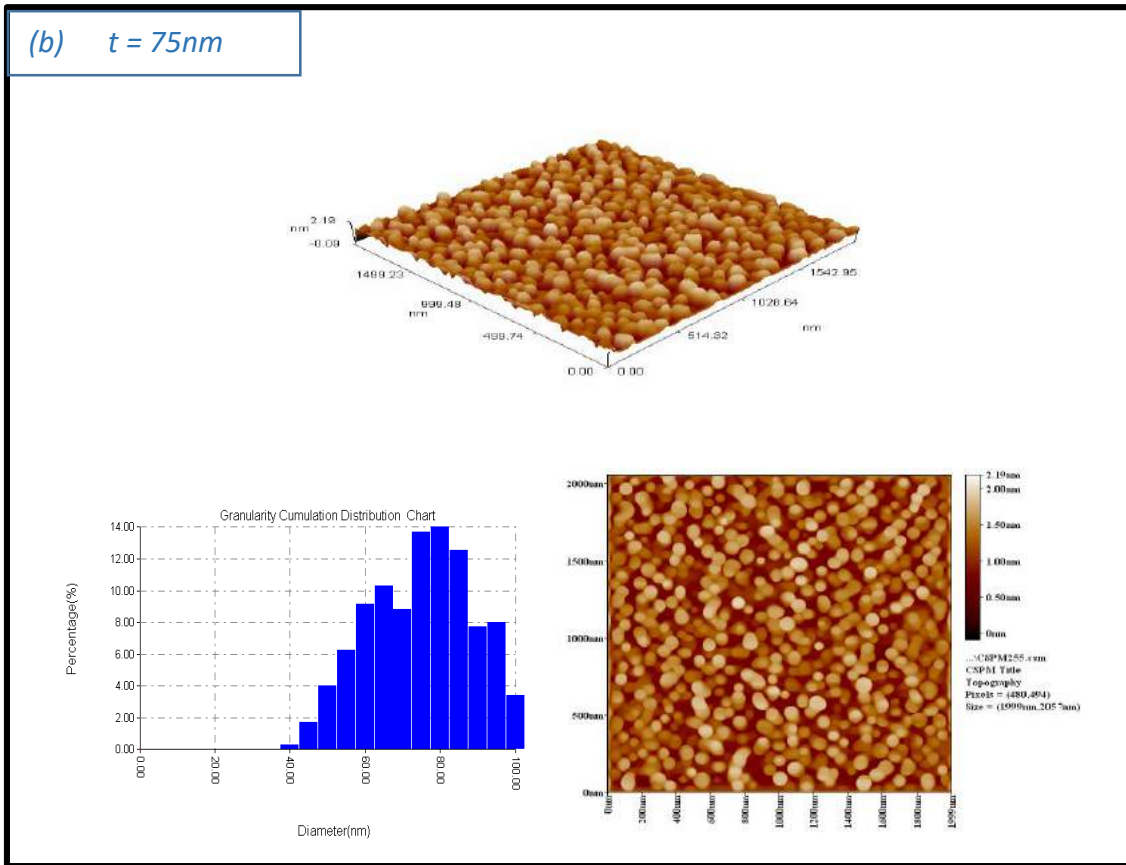 (b) t = 75nm
2.19
nm
-0.09
1499.23
999.48
nm
499.74
0.00
0.00
514.32
1028.64
1542.95
nm
Granularity Cumulation Distribution Chart
14.00
12.00
10.00
8.00
6.00
4.00
2.00
0.00
Percentage(%)
0.00
20.00
40.00
60.00
80.00
100.00
Diameter(nm)
2000nm
1500nm
1000nm
500nm
0nm
0nm
200nm
400nm
600nm
800nm
1000nm
1200nm
1400nm
1600nm
1800nm
1999nm
2.19nm
2.00nm
1.50nm
1.00nm
0.50nm
0nm
...\CSPM255.csm
CSPM Title
Topography
Pixels = (480,494)
Size = (1999nm,2057nm)